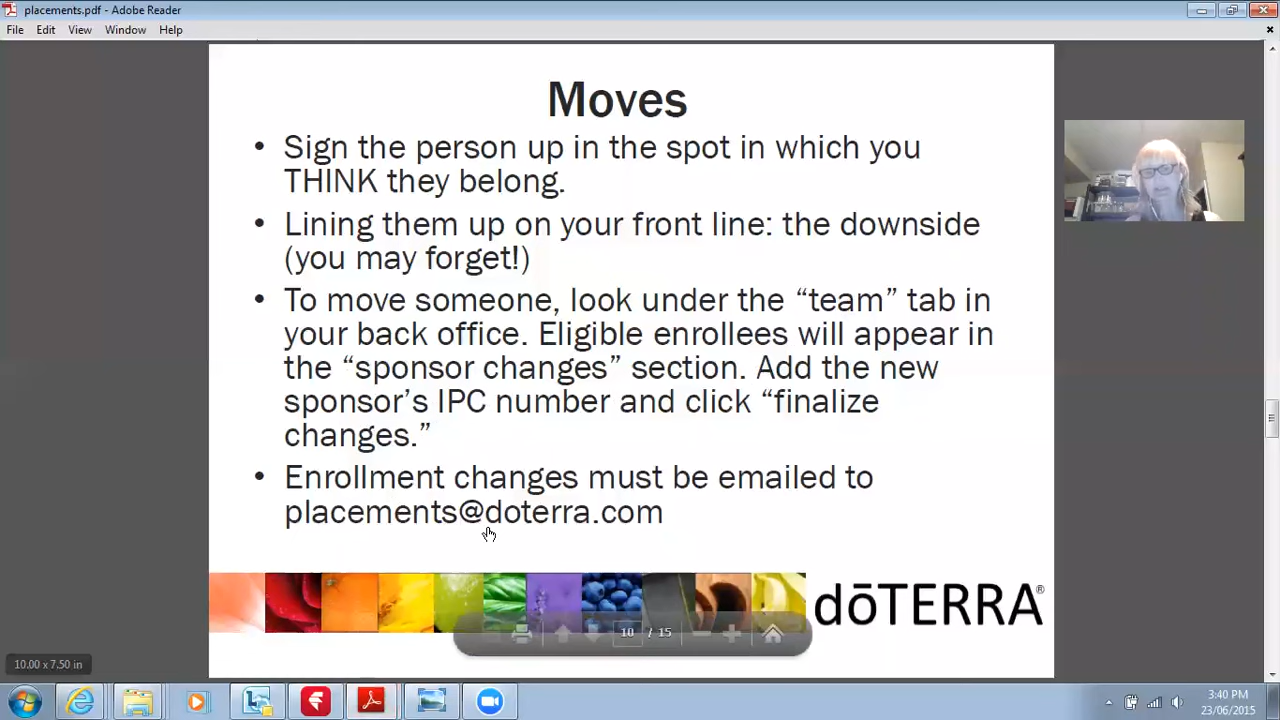 placements.pdf - Adobe Reader
File Edit View Window Help
Moves
• Sign the person up in the spot in which you
THINK they belong.
• Lining them up on your front line: the downside
(you may forget!)
• To move someone, look under the “team” tab in
your back office. Eligible enrollees will appear in
the “sponsor changes” section. Add the new
sponsor’s IPC number and click “finalize
changes.”
• Enrollment changes must be emailed to
placements@doterra.com
dōTERRA®
10 / 15
10.00 x 7.50 in
3:40 PM
23/06/2015